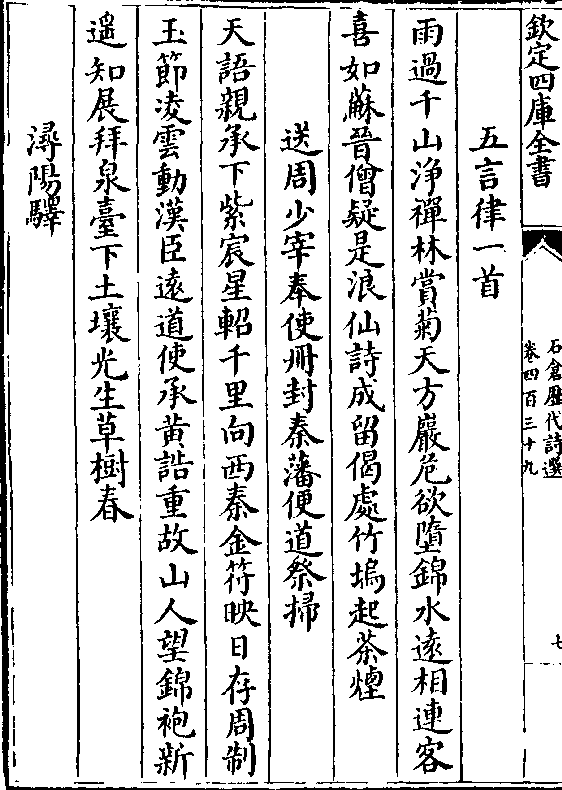 欽定四庫全書
石倉歷代詩選
卷四百三十九
七
五言律一首
雨過千山淨禪林賞菊天方巖危欲墮錦水遠相連客
喜如蘇晉僧疑是浪仙詩成留偈處竹塢起茶煙
送周少宰奉使冊封秦藩便道祭掃
天語親承下紫宸星軺千里向西秦金符映日存周制
玉節凌雲動漢臣遠道使承黃誥重故山人望錦袍新
遥知展拜泉臺下土壤光生草樹春
潯陽驛